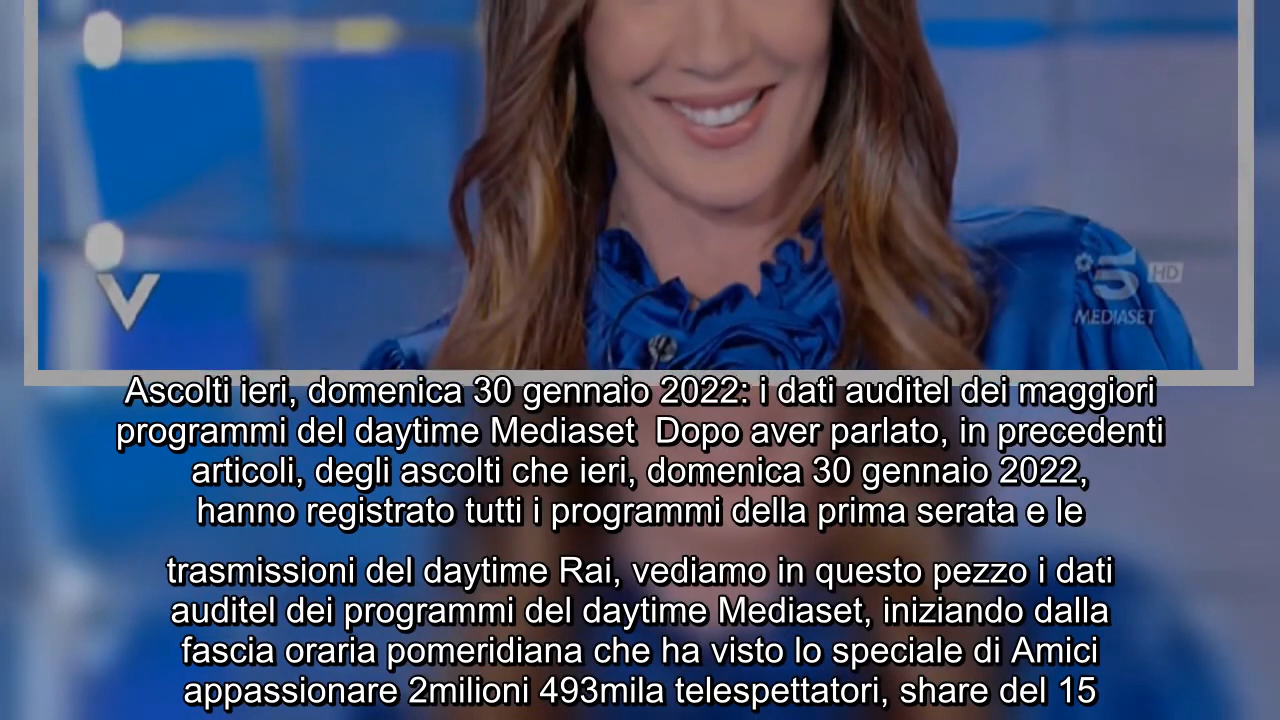 V
5 HD
MEDIASET
Ascolti ieri, domenica 30 gennaio 2022: i dati auditel dei maggiori
programmi del daytime Mediaset  Dopo aver parlato, in precedenti
articoli, degli ascolti che ieri, domenica 30 gennaio 2022,
hanno registrato tutti i programmi della prima serata e le
trasmissioni del daytime Rai, vediamo in questo pezzo i dati
auditel dei programmi del daytime Mediaset, iniziando dalla
fascia oraria pomeridiana che ha visto lo speciale di Amici
appassionare 2milioni 493mila telespettatori, share del 15